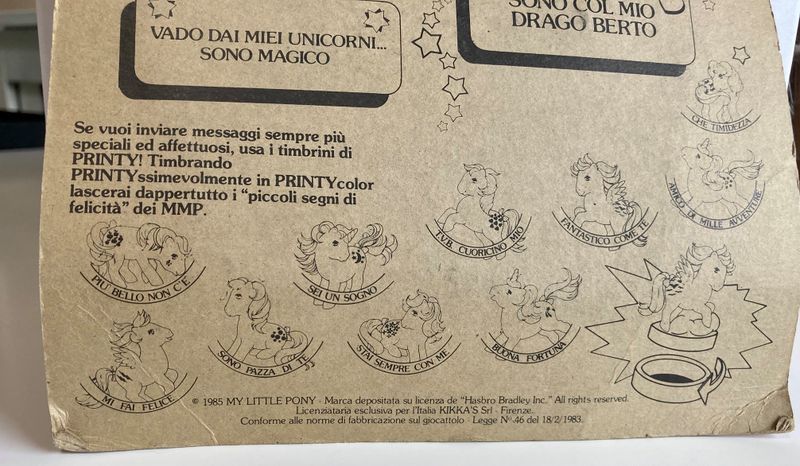 VADO DAI MIEI UNICORNI...
SONO MAGICO
SONO COL MIO
DRAGO BERTO
Se vuoi inviare messaggi sempre più
speciali ed affettuosi, usa i timbrini di
PRINTY! Timbrando
PRINTYssimevolmente in PRINTYcolor
lascerai dappertutto i "piccoli segni di
felicità" dei MMP.
CHE TIMIDEZZA
T.V.B. CUORICINO MIO
FANTASTICO COME TE
AMICO DI MILLE AVVENTURE
PIU' BELLO NON C'E'
SEI UN SOGNO
MI FAI FELICE
SONO PAZZA DI TE
STAI SEMPRE CON ME
BUONA FORTUNA
© 1985 MY LITTLE PONY - Marca depositata su licenza de "Hasbro Bradley Inc." All rights reserved.
Licenziataria esclusiva per l'Italia KIKKA'S Srl - Firenze.
Conforme alle norme di fabbricazione sul giocattolo - Legge N° 46 del 18/2/1983.